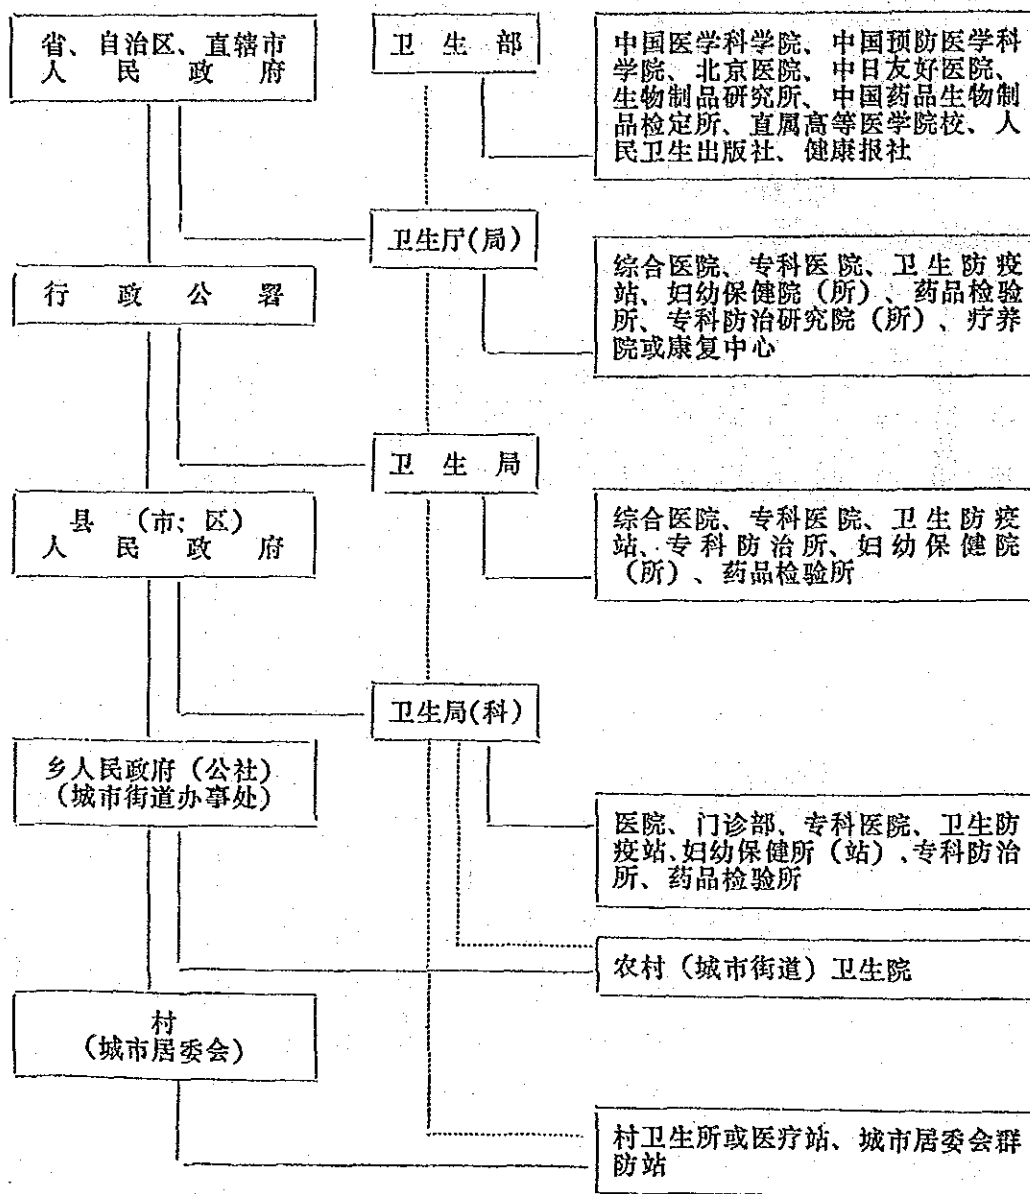 省、自治区、直辖市
人民政府
卫生部
中国医学科学院、中国预防医学科
学院、北京医院、中日友好医院、
生物制品研究所、中国药品生物制
品检定所、直属高等医学院校、人
民卫生出版社、健康报社
卫生厅(局)
行政公署
综合医院、专科医院、卫生防疫
站、妇幼保健院(所)、药品检验
所、专科防治研究院(所)、疗养
院或康复中心
卫生局
县(市;区)
人民政府
综合医院、专科医院、卫生防疫
站、专科防治所、妇幼保健院
(所)、药品检验所
卫生局(科)
乡人民政府(公社)
(城市街道办事处)
医院、门诊部、专科医院、卫生防
疫站、妇幼保健所(站)、专科防治
所、药品检验所
农村(城市街道)卫生院
村
(城市居委会)
村卫生所或医疗站、城市居委会群
防站